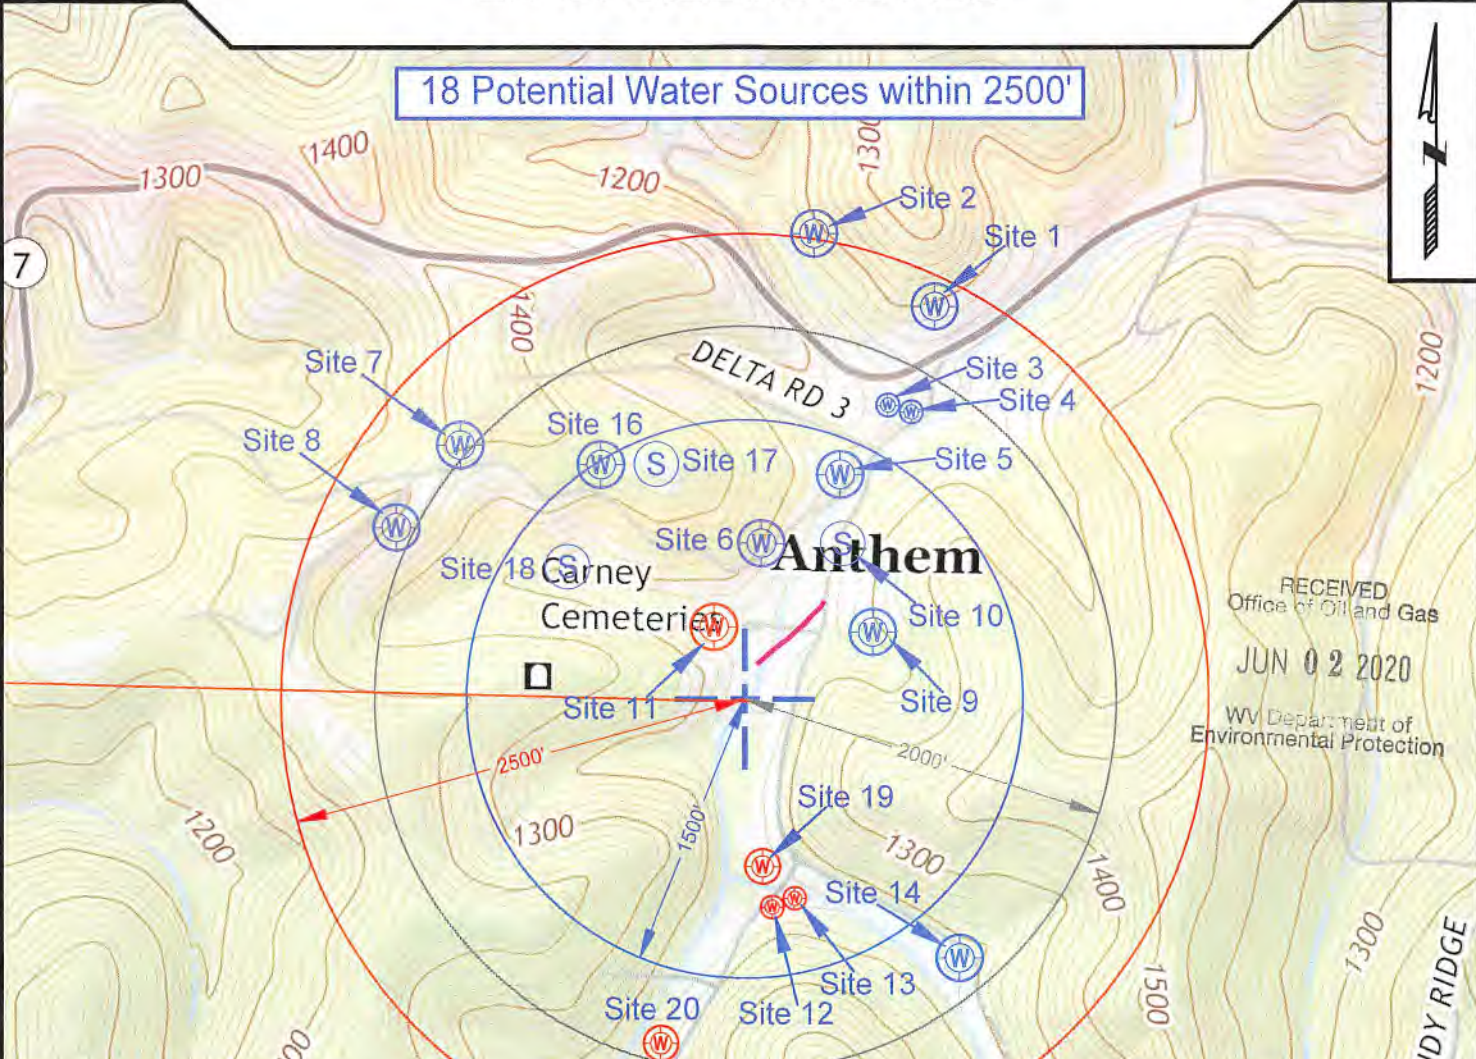 18 Potential Water Sources within 2500'
1400
1300
1200
1300
Site 2
Site 1
7
1400
1200
DELTA RD 3
Site 3
Site 4
Site 7
Site 16
Site 8
W
W
W
W
W
W
W
W
W
S
Site 17
Site 5
Site 6
W
S
Anthem
Site 18
S
Carney
Cemeteries
W
W
Site 10
Site 11
Site 9
RECEIVED
Office of Oil and Gas
JUN 02 2020
WV Department of
Environmental Protection
2500'
2000'
1500'
Site 19
1200
1300
1300
1400
W
W
W
Site 14
W
Site 13
Site 12
Site 20
W
1300
1500